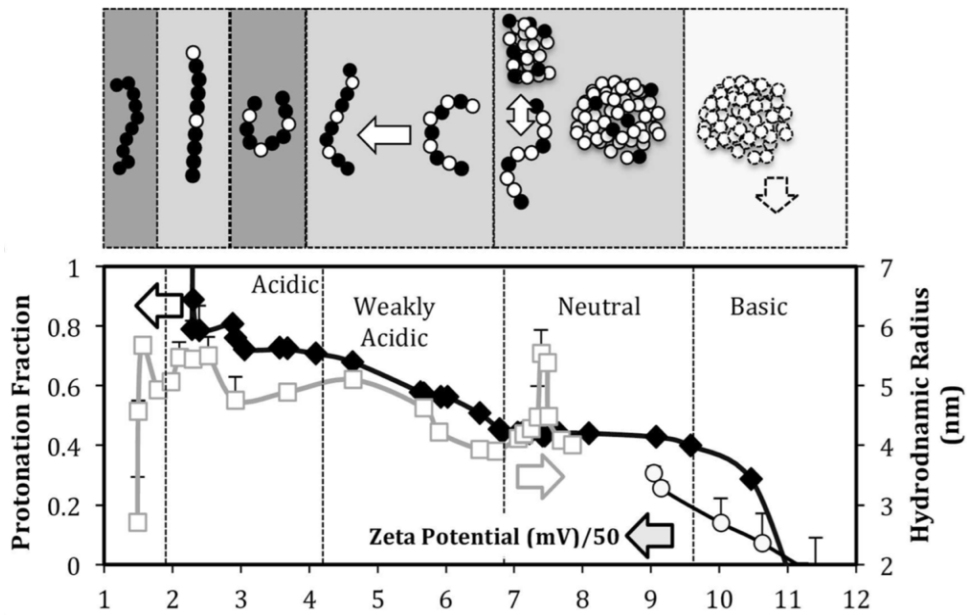 1
0.8
0.6
0.4
0.2
0
Protonation Fraction
Acidic
Weakly
Acidic
Neutral
Basic
Zeta Potential (mV)/50
7
6
5
4
3
2
Hydrodnamic Radius
(nm)
1 2 3 4 5 6 7 8 9 10 11 12